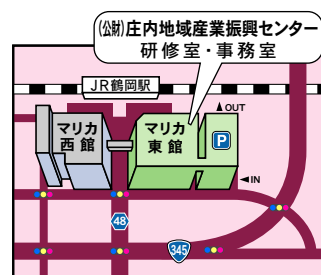 (公財)庄内地域産業振興センター
研修室・事務室
JR鶴岡駅
OUT
マリカ
西館
マリカ
東館
P
IN
48
345